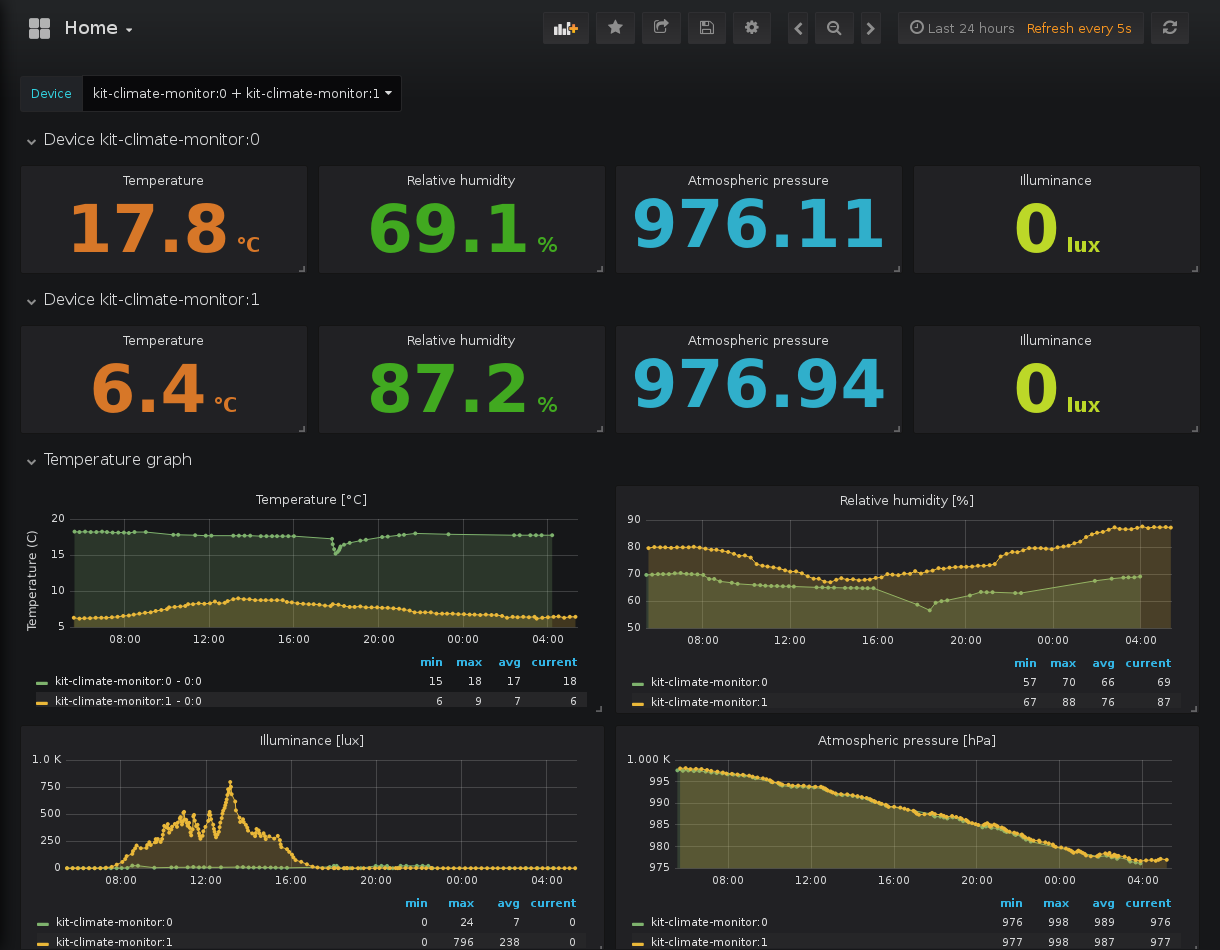 Home
Last 24 hours Refresh every 5s
Device kit-climate-monitor:0 + kit-climate-monitor:1
Device kit-climate-monitor:0
Temperature Relative humidity Atmospheric pressure Illuminance
17.8 °C 69.1 % 976.11 0 lux
Device kit-climate-monitor:1
Temperature Relative humidity Atmospheric pressure Illuminance
6.4 °C 87.2 % 976.94 0 lux
Temperature graph
Temperature [°C]
Temperature (C)
20
15
10
5
08:00 12:00 16:00 20:00 00:00 04:00
min max avg current
kit-climate-monitor:0 - 0:0 15 18 17 18
kit-climate-monitor:1 - 0:0 6 9 7 6
Relative humidity [%]
90
80
70
60
50
08:00 12:00 16:00 20:00 00:00 04:00
min max avg current
kit-climate-monitor:0 57 70 66 69
kit-climate-monitor:1 67 88 76 87
Illuminance [lux]
1.0 K
750
500
250
0
08:00 12:00 16:00 20:00 00:00 04:00
min max avg current
kit-climate-monitor:0 0 24 7 0
kit-climate-monitor:1 0 796 238 0
Atmospheric pressure [hPa]
1.000 K
995
990
985
980
975
08:00 12:00 16:00 20:00 00:00 04:00
min max avg current
kit-climate-monitor:0 976 998 989 976
kit-climate-monitor:1 977 998 987 977